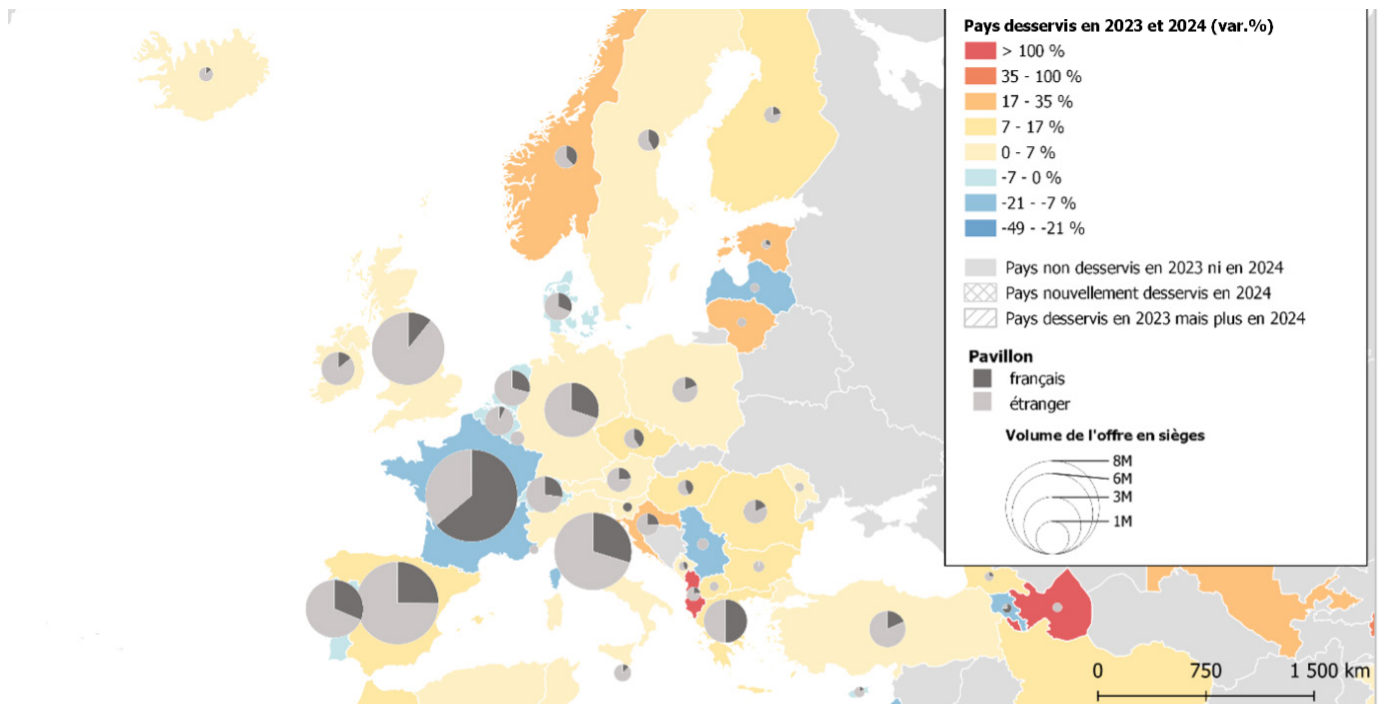 Pays desservis en 2023 et 2024 (var.%)
> 100 %
35 - 100 %
17 - 35 %
7 - 17 %
0 - 7 %
-7 - 0 %
-21 - -7 %
-49 - -21 %
Pays non desservis en 2023 ni en 2024
Pays nouvellement desservis en 2024
Pays desservis en 2023 mais plus en 2024
Pavillon
français
étranger
Volume de l'offre en sièges
8M
6M
3M
1M
0 750 1 500 km